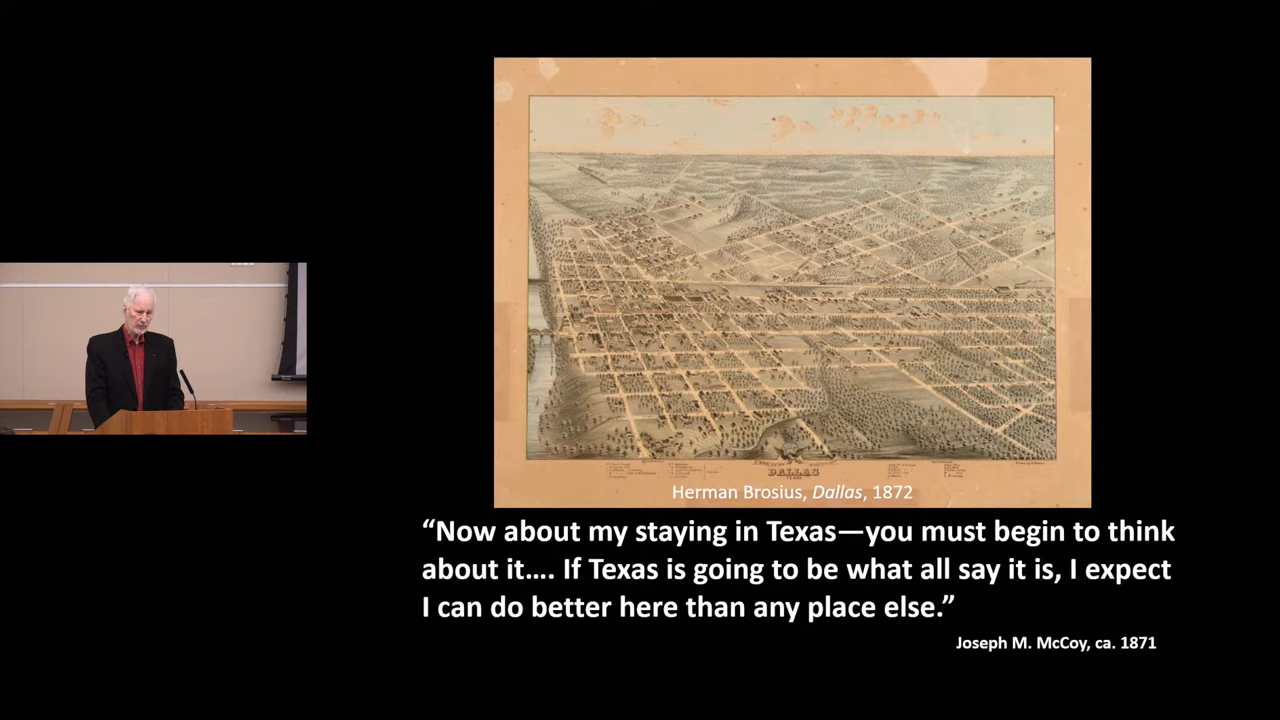 DALLAS
TEXAS
Herman Brosius, Dallas, 1872
“Now about my staying in Texas—you must begin to think
about it…. If Texas is going to be what all say it is, I expect
I can do better here than any place else.”
Joseph M. McCoy, ca. 1871